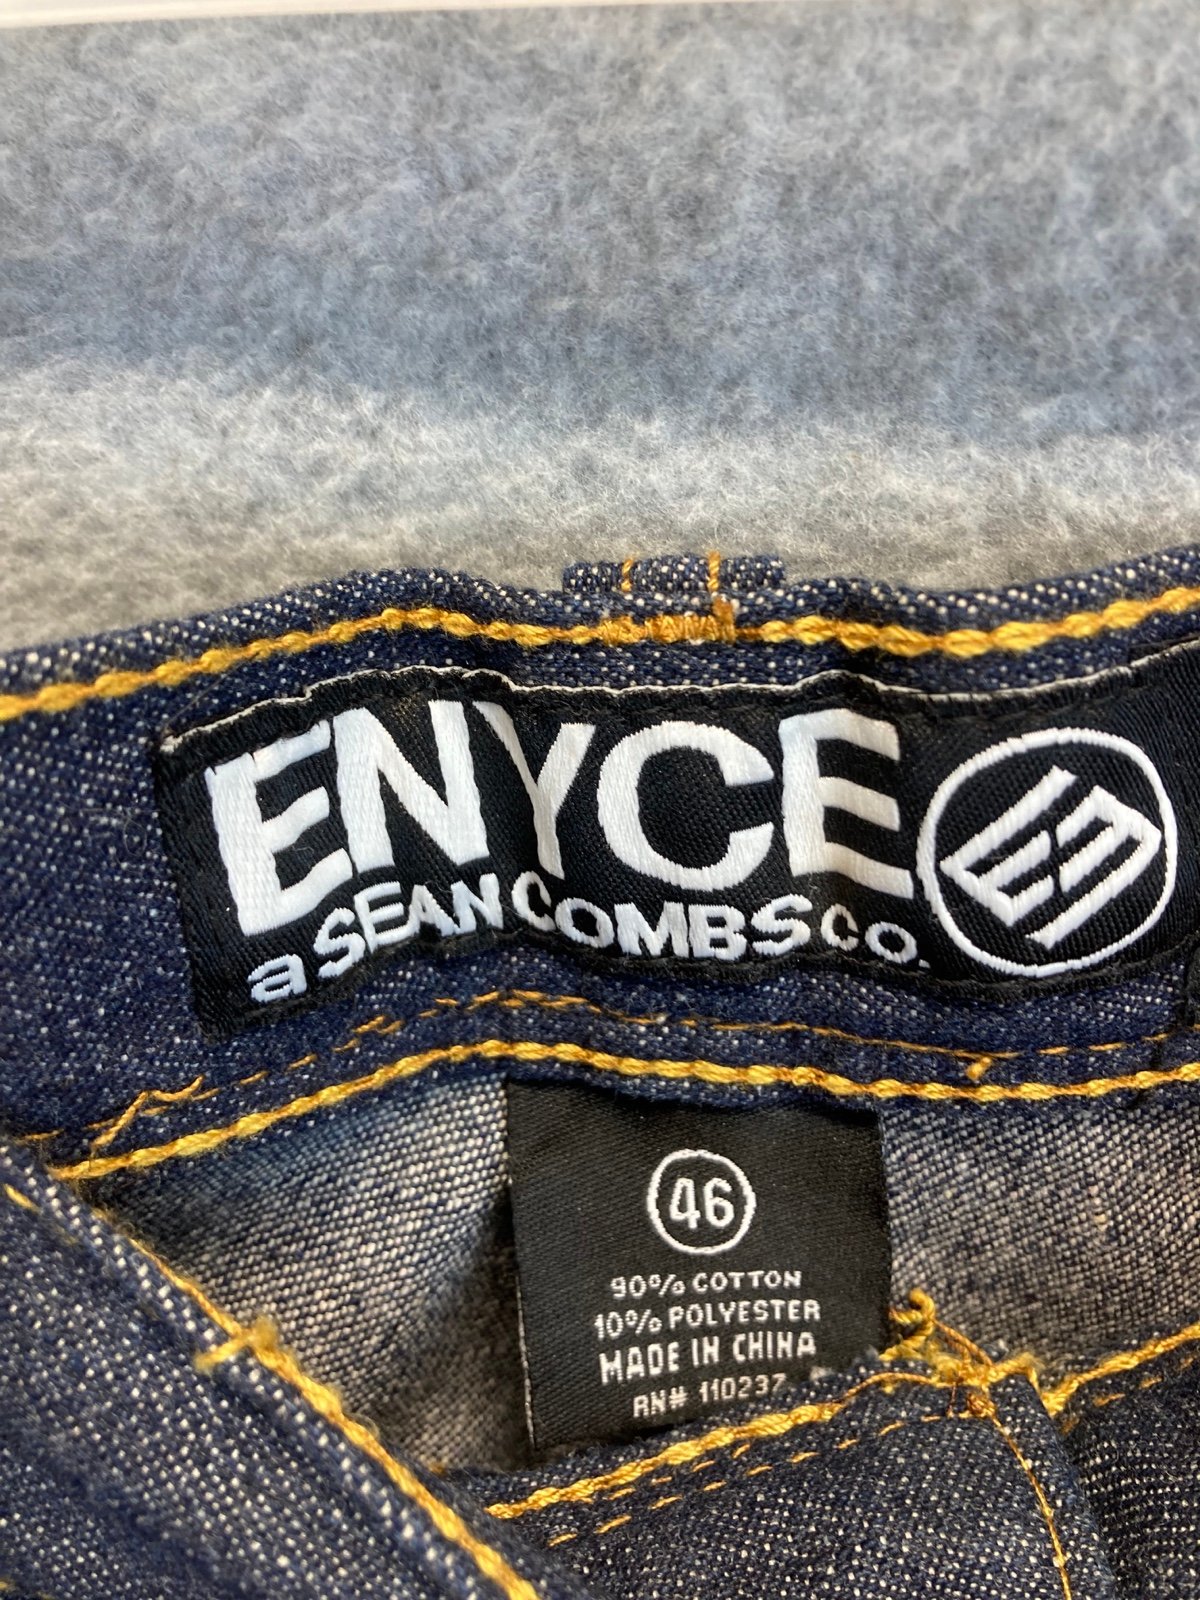 ENYCE
a SEAN COMBS CO.
46
90% COTTON
10% POLYESTER
MADE IN CHINA
RN# 110237